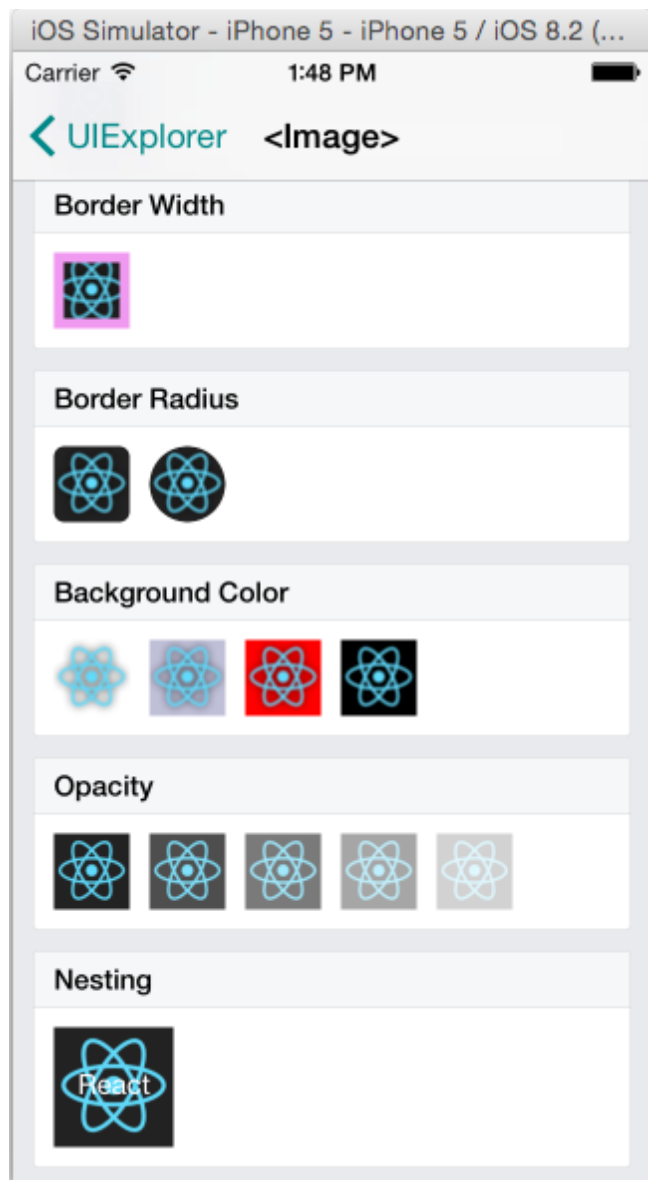 iOS Simulator - iPhone 5 - iPhone 5 / iOS 8.2 (...
Carrier 1:48 PM
UIExplorer <Image>
Border Width
Border Radius
Background Color
Opacity
Nesting
React